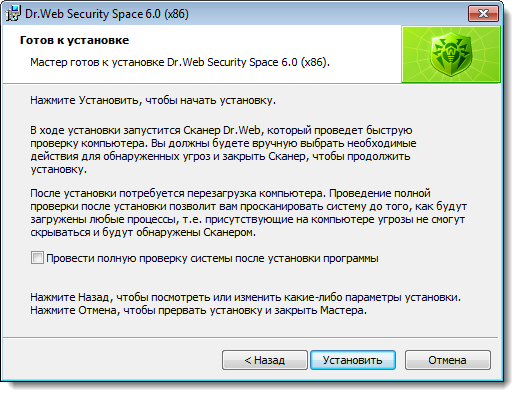 Dr.Web Security Space 6.0 (x86)
Готов к установке
Мастер готов к установке Dr.Web Security Space 6.0 (x86).
Нажмите Установить, чтобы начать установку.
В ходе установки запустится Сканер Dr.Web, который проведет быструю
проверку компьютера. Вы должны будете вручную выбрать необходимые
действия для обнаруженных угроз и закрыть Сканер, чтобы продолжить
установку.
После установки потребуется перезагрузка компьютера. Проведение полной
проверки после установки позволит вам просканировать систему до того, как будут
загружены любые процессы, т.е. присутствующие на компьютере угрозы не смогут
скрываться и будут обнаружены Сканером.
Провести полную проверку системы после установки программы
Нажмите Назад, чтобы посмотреть или изменить какие-либо параметры установки.
Нажмите Отмена, чтобы прервать установку и закрыть Мастера.
< Назад
Установить
Отмена